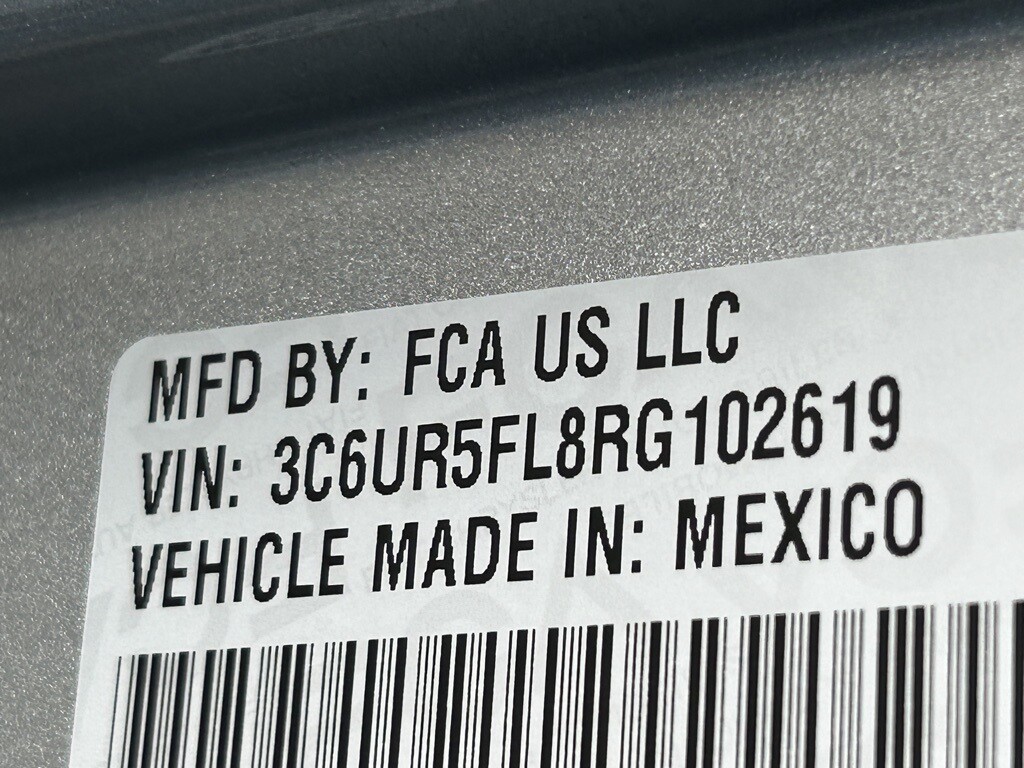 MFD BY: FCA US LLC
VIN: 3C6UR5FL8RG102619
VEHICLE MADE IN: MEXICO